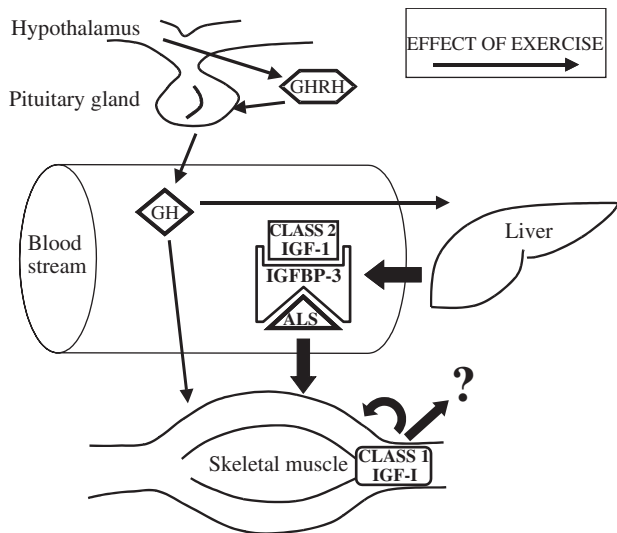 Hypothalamus
EFFECT OF EXERCISE
GHRH
Pituitary gland
GH
CLASS 2
IGF-1
Blood
stream
IGFBP-3
Liver
ALS
?
Skeletal muscle
CLASS 1
IGF-I